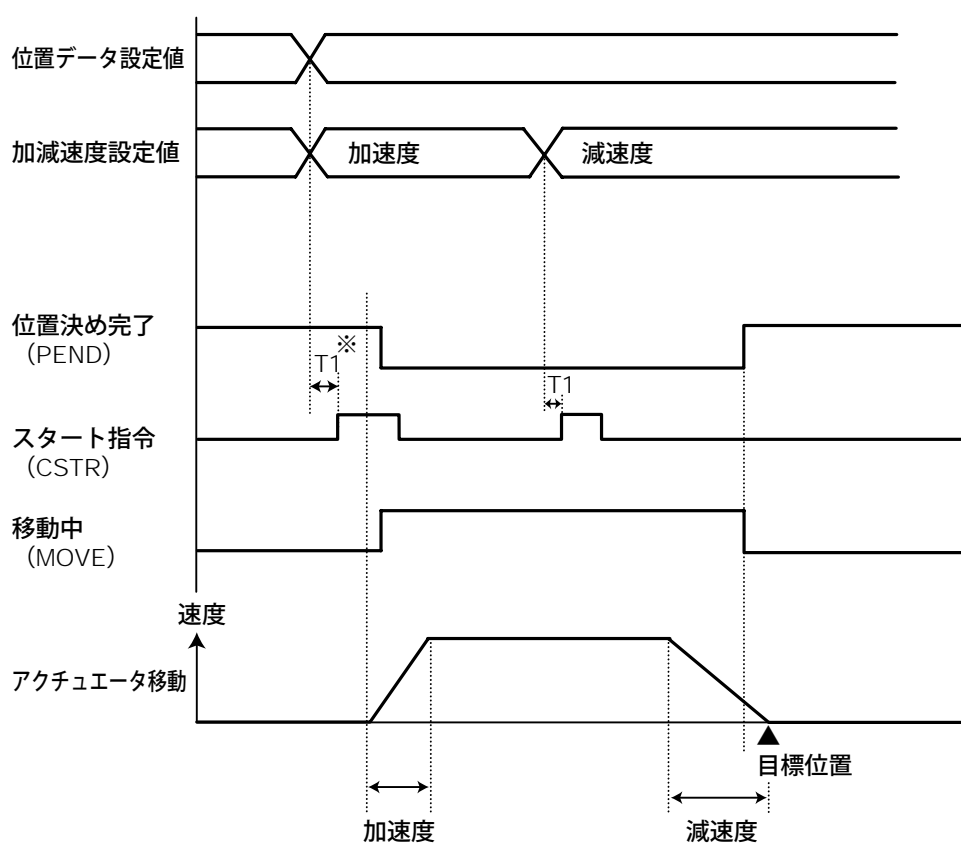 位置データ設定値
加減速度設定値
加速度
減速度
位置決め完了
（PEND）
T1※
T1
スタート指令
（CSTR）
移動中
（MOVE）
速度
アクチュエータ移動
目標位置
加速度
減速度